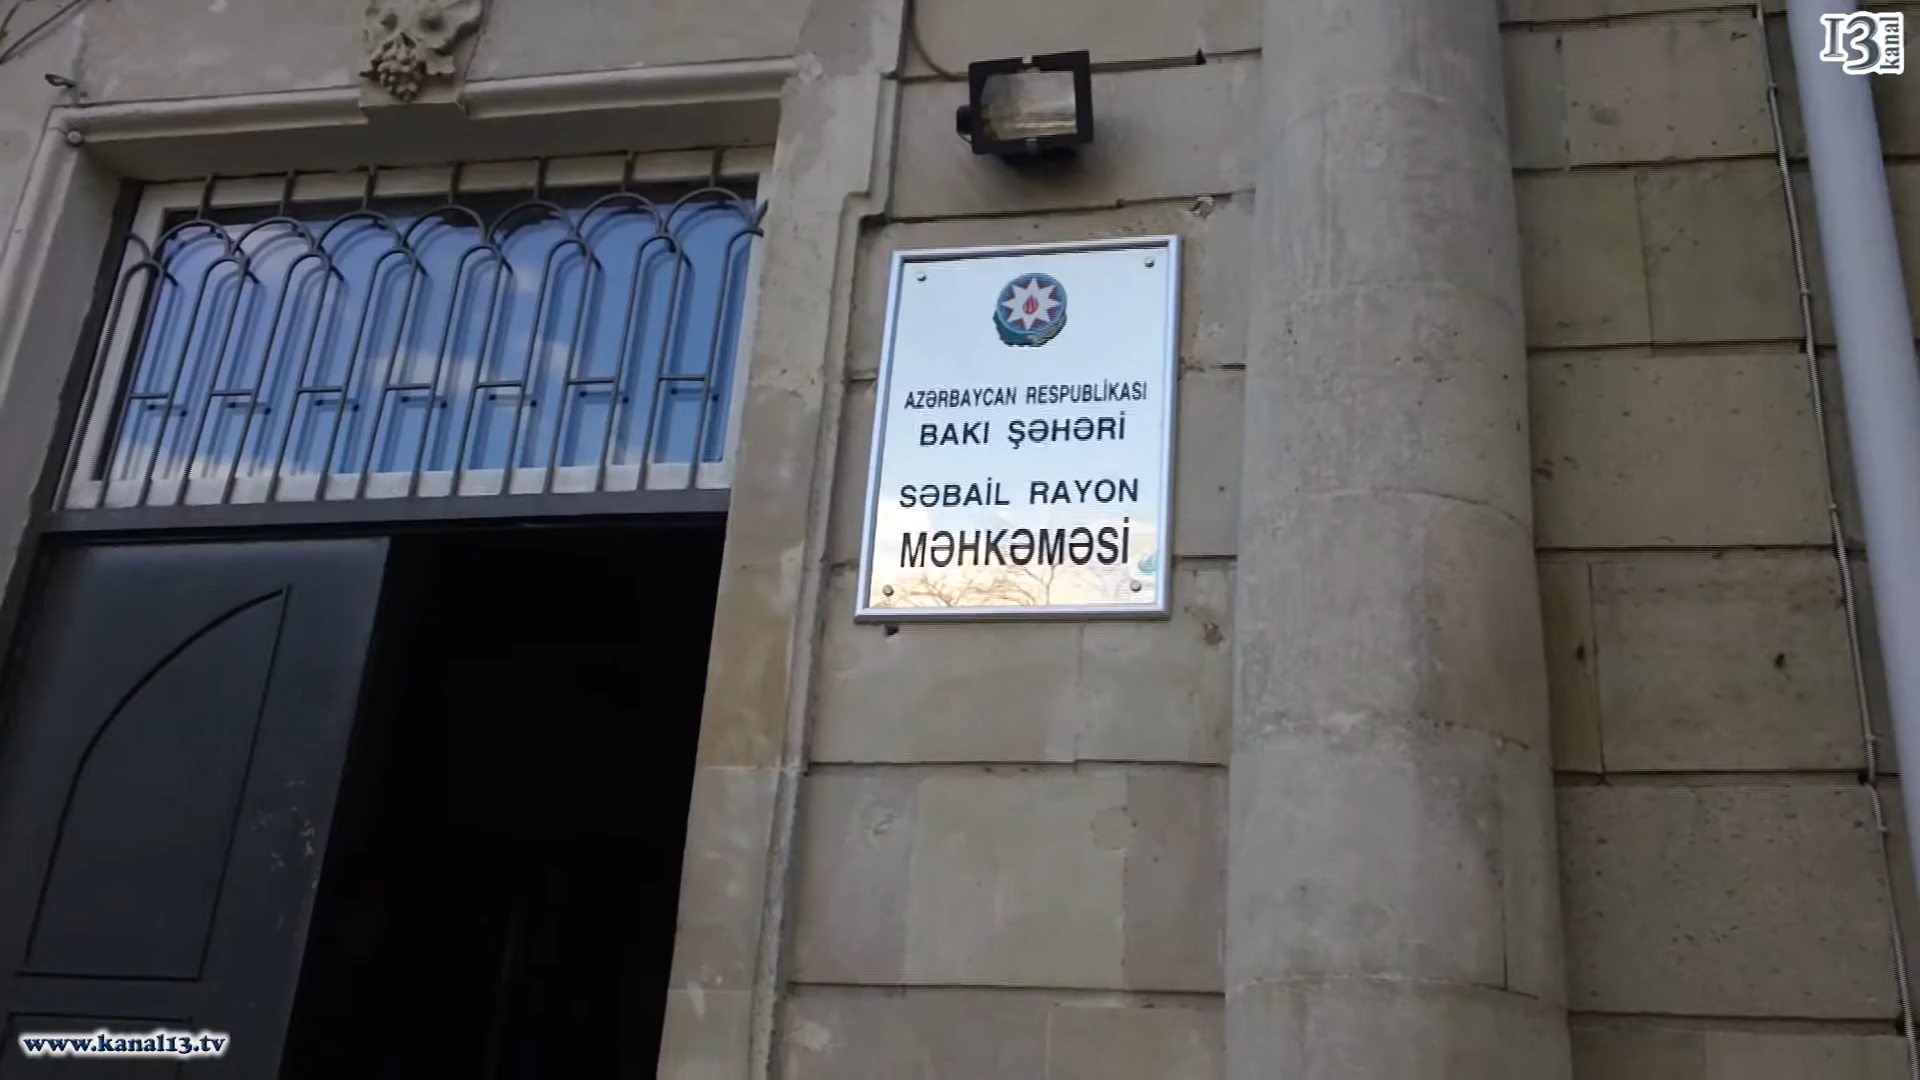 13 kanal
AZƏRBAYCAN RESPUBLİKASI
BAKI ŞƏHƏRİ
SƏBAİL RAYON
MƏHKƏMƏSİ
www.kanal13.tv